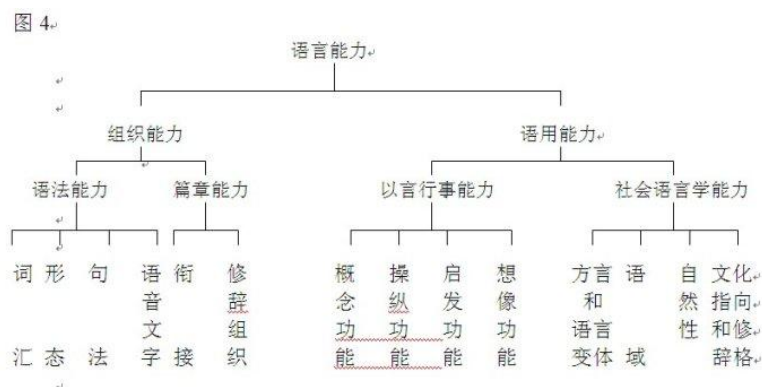 图 4
语言能力
组织能力 语用能力
语法能力 篇章能力 以言行事能力 社会语言学能力
词汇 形态 句法 语音文字 衔接 修辞组织 概念功能 操纵功能 启发功能 想像功能 方言和语言变体 语域 自然性 文化指向和修辞格